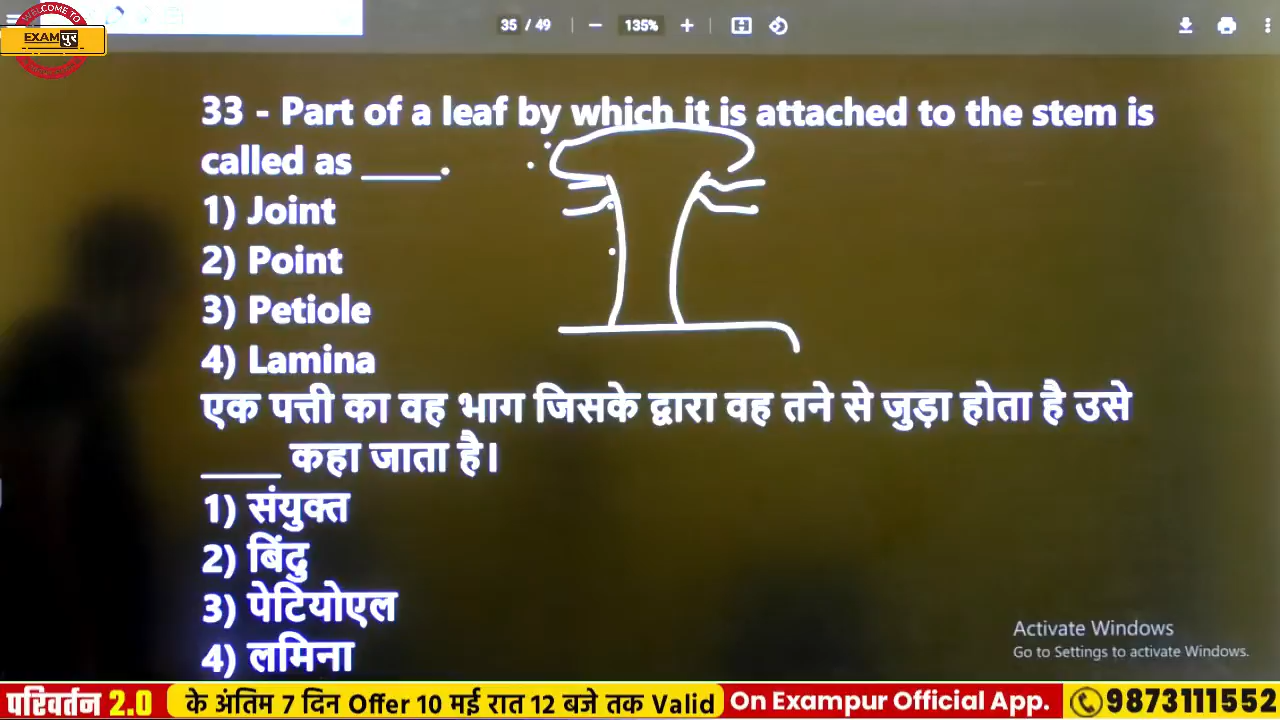 WELCOME TO
EXAMपुर
35 / 49
135%
33 - Part of a leaf by which it is attached to the stem is
called as ____.
1) Joint
2) Point
3) Petiole
4) Lamina
एक पत्ती का वह भाग जिसके द्वारा वह तने से जुड़ा होता है उसे
____ कहा जाता है।
1) संयुक्त
2) बिंदु
3) पेटियोएल
4) लमिना
Activate Windows
Go to Settings to activate Windows.
परिवर्तन 2.0 के अंतिम 7 दिन Offer 10 मई रात 12 बजे तक Valid On Exampur Official App. 9873111552